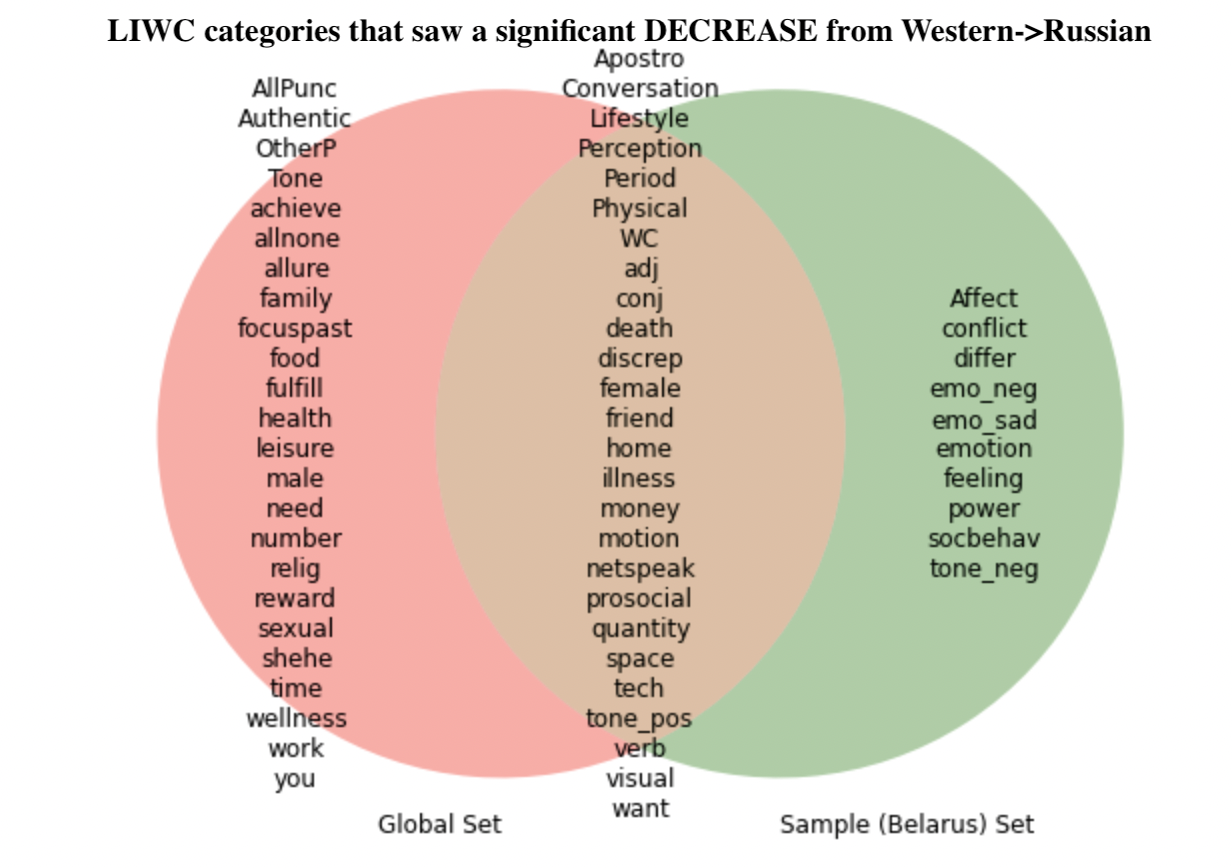 LIWC categories that saw a significant DECREASE from Western->Russian
AllPunc
Authentic
OtherP
Tone
achieve
allnone
allure
family
focuspast
food
fulfill
health
leisure
male
need
number
relig
reward
sexual
shehe
time
wellness
work
you
Apostro
Conversation
Lifestyle
Perception
Period
Physical
WC
adj
conj
death
discrep
female
friend
home
illness
money
motion
netspeak
prosocial
quantity
space
tech
tone_pos
verb
visual
want
Affect
conflict
differ
emo_neg
emo_sad
emotion
feeling
power
socbehav
tone_neg
Global Set
Sample (Belarus) Set